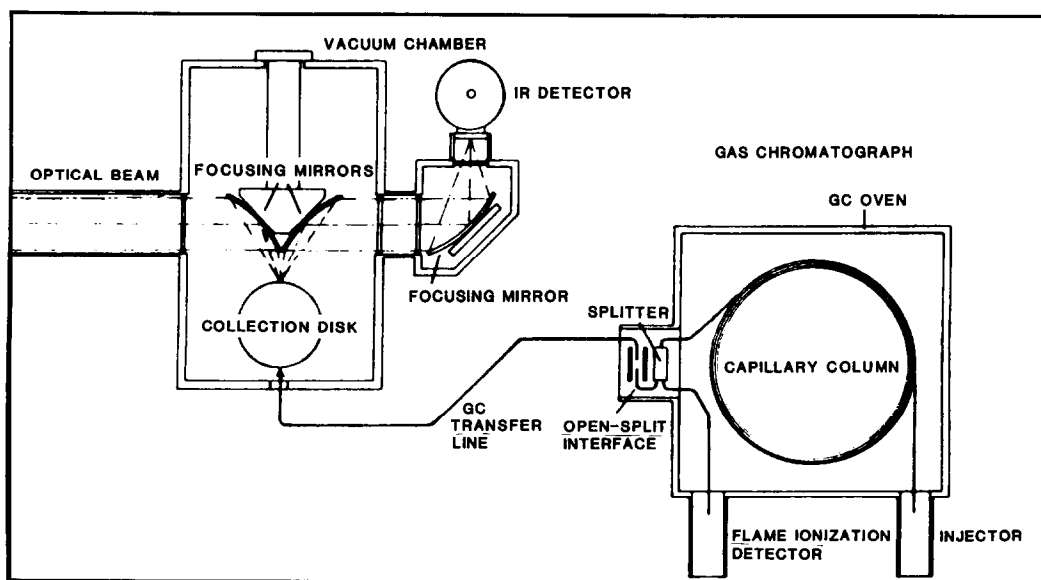 VACUUM CHAMBER
IR DETECTOR
GAS CHROMATOGRAPH
OPTICAL BEAM
FOCUSING MIRRORS
GC OVEN
FOCUSING MIRROR
SPLITTER
COLLECTION DISK
CAPILLARY COLUMN
GC
TRANSFER
LINE
OPEN-SPLIT
INTERFACE
FLAME IONIZATION
DETECTOR
INJECTOR